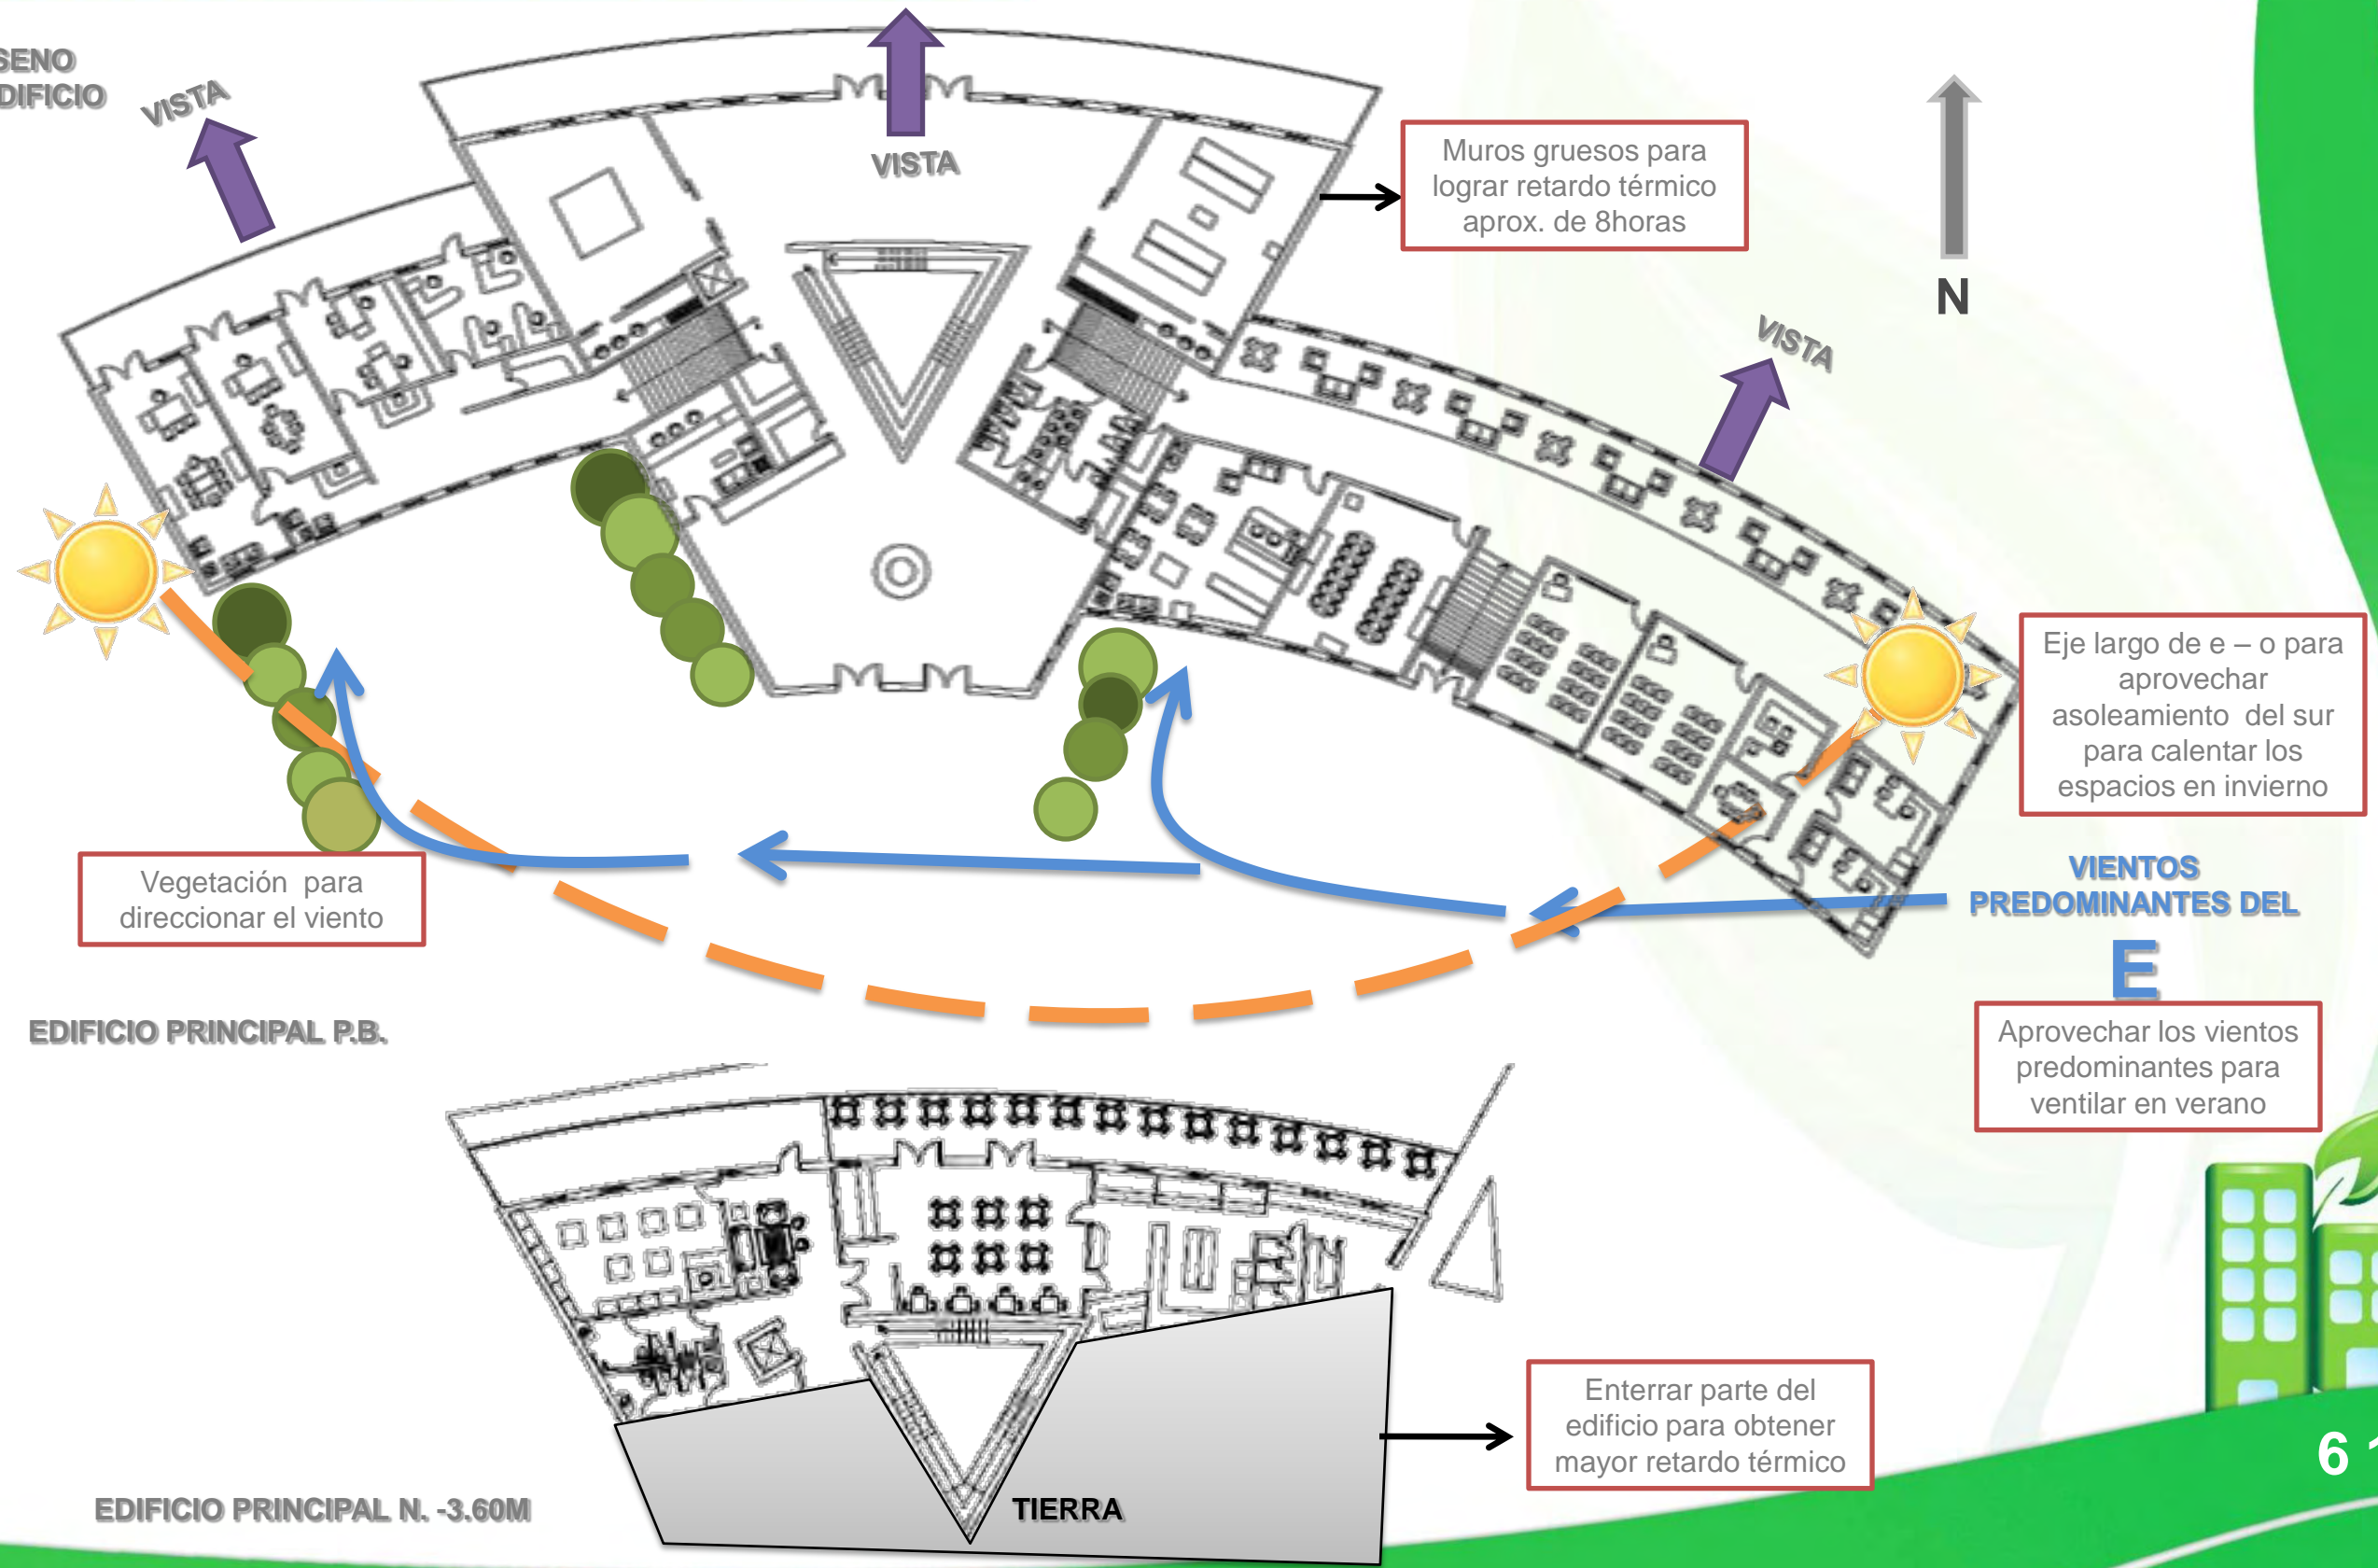 SENO
DIFICIO
VISTA
VISTA
Muros gruesos para
lograr retardo térmico
aprox. de 8horas
N
VISTA
Eje largo de e – o para
aprovechar
asoleamiento del sur
para calentar los
espacios en invierno
Vegetación para
direccionar el viento
VIENTOS
PREDOMINANTES DEL
E
Aprovechar los vientos
predominantes para
ventilar en verano
EDIFICIO PRINCIPAL P.B.
Enterrar parte del
edificio para obtener
mayor retardo térmico
TIERRA
EDIFICIO PRINCIPAL N. -3.60M
6 1